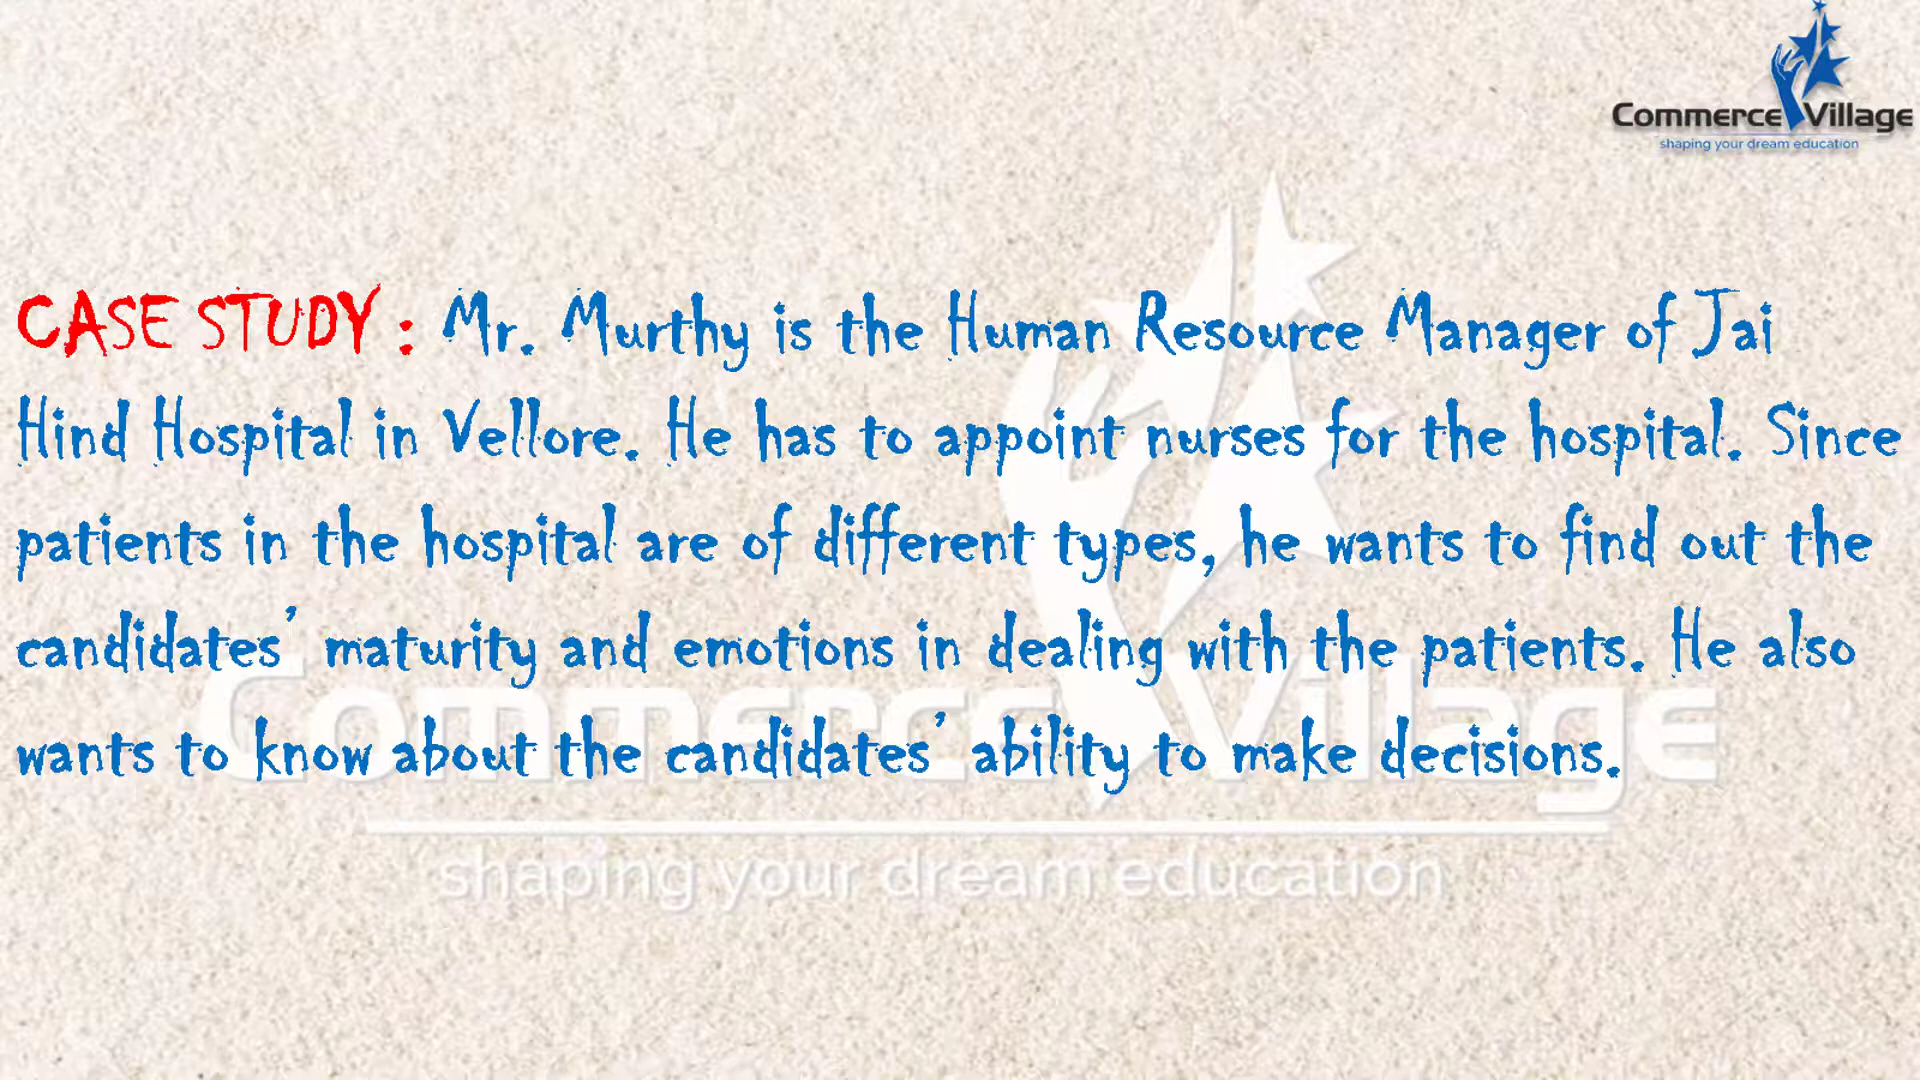 Commerce Village
shaping your dream education
CASE STUDY : Mr. Murthy is the Human Resource Manager of Jai
Hind Hospital in Vellore. He has to appoint nurses for the hospital. Since
patients in the hospital are of different types, he wants to find out the
candidates’ maturity and emotions in dealing with the patients. He also
wants to know about the candidates’ ability to make decisions.
Commerce Village
shaping your dream education